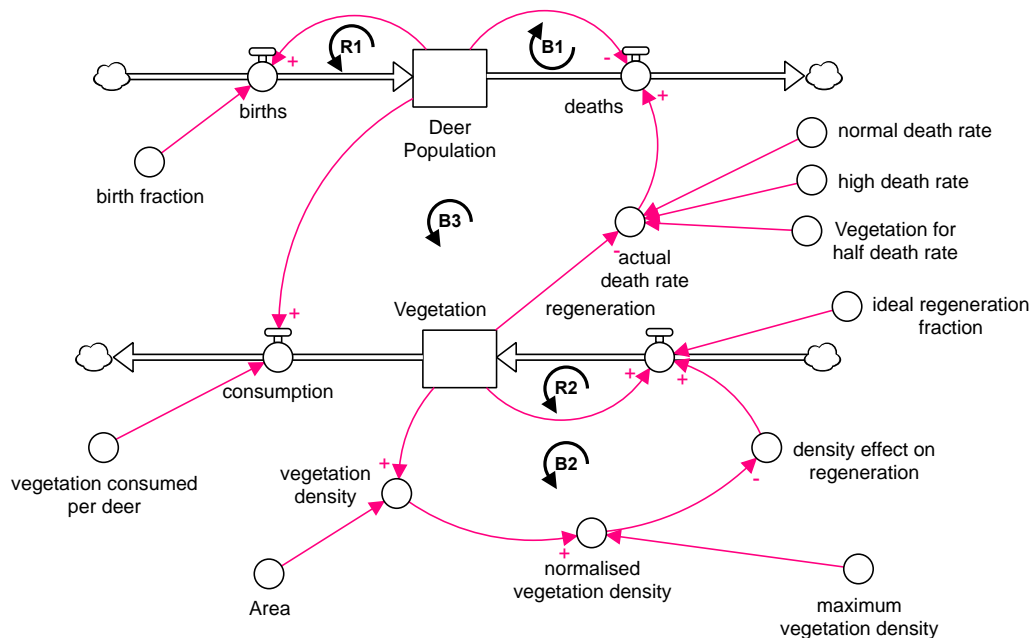 R1
B1
+
-
births
deaths
+
Deer
Population
normal death rate
birth fraction
high death rate
B3
Vegetation for
half death rate
-
actual
death rate
Vegetation
regeneration
ideal regeneration
fraction
+
consumption
R2
+
+
vegetation
density
+
B2
density effect on
regeneration
-
vegetation consumed
per deer
+
normalised
vegetation density
Area
maximum
vegetation density